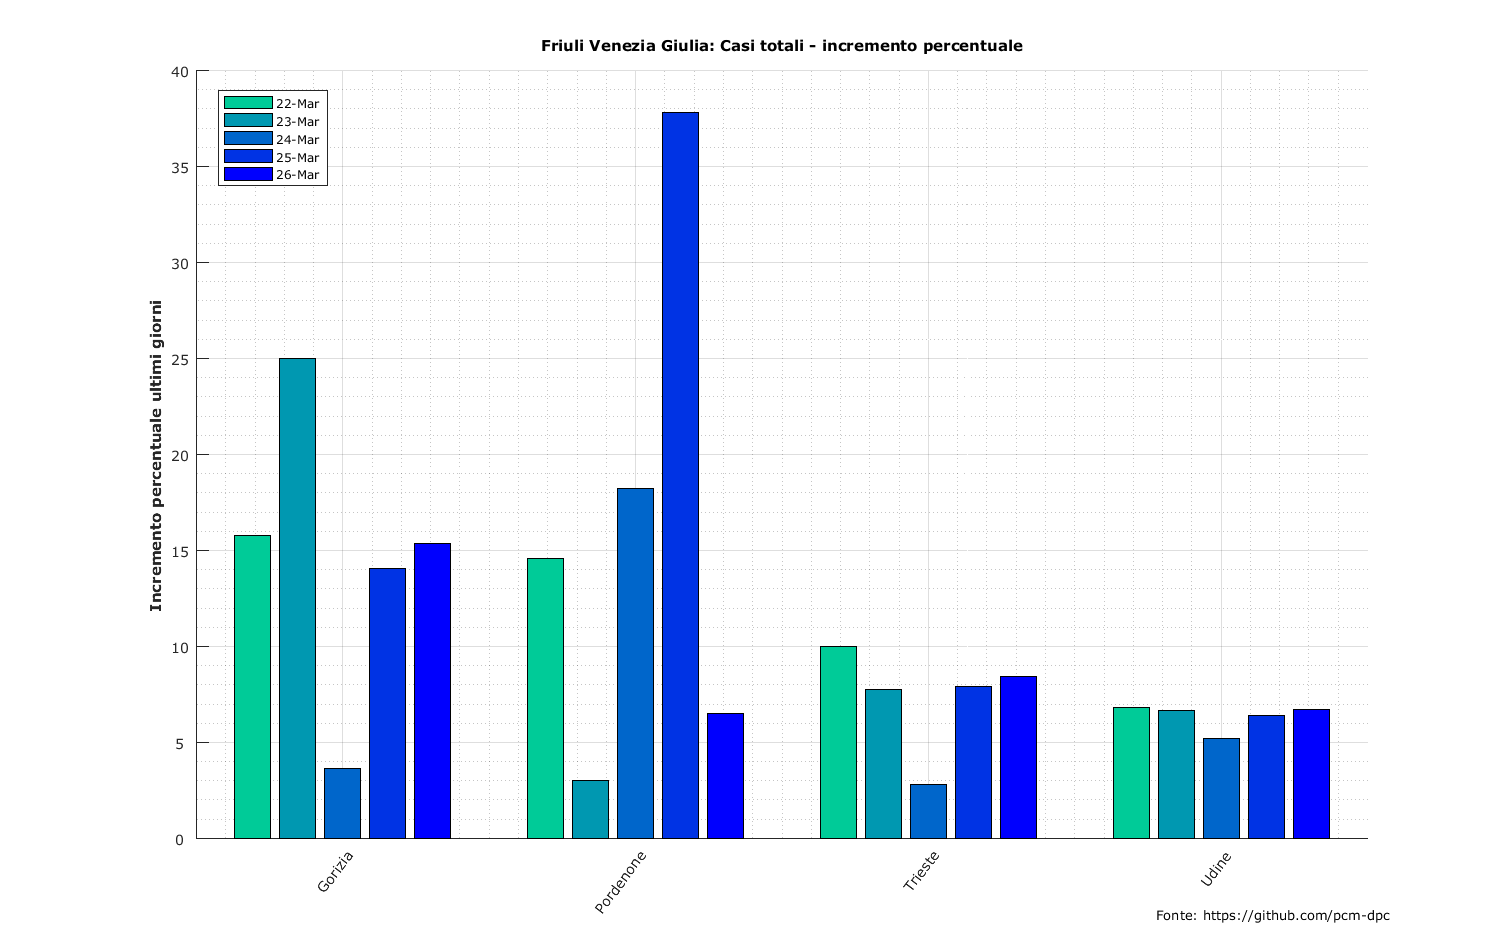 Friuli Venezia Giulia: Casi totali - incremento percentuale
40
35
30
25
20
15
10
5
0
Incremento percentuale ultimi giorni
22-Mar
23-Mar
24-Mar
25-Mar
26-Mar
Gorizia
Pordenone
Trieste
Udine
Fonte: https://github.com/pcm-dpc